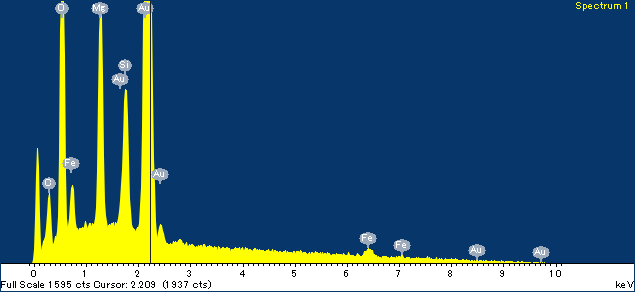 Spectrum 1
O Mg Au
Si
Au
Fe
Au
C
Fe
Fe
Au
Au
0 1 2 3 4 5 6 7 8 9 10
Full Scale 1595 cts Cursor: 2.209 (1937 cts) keV